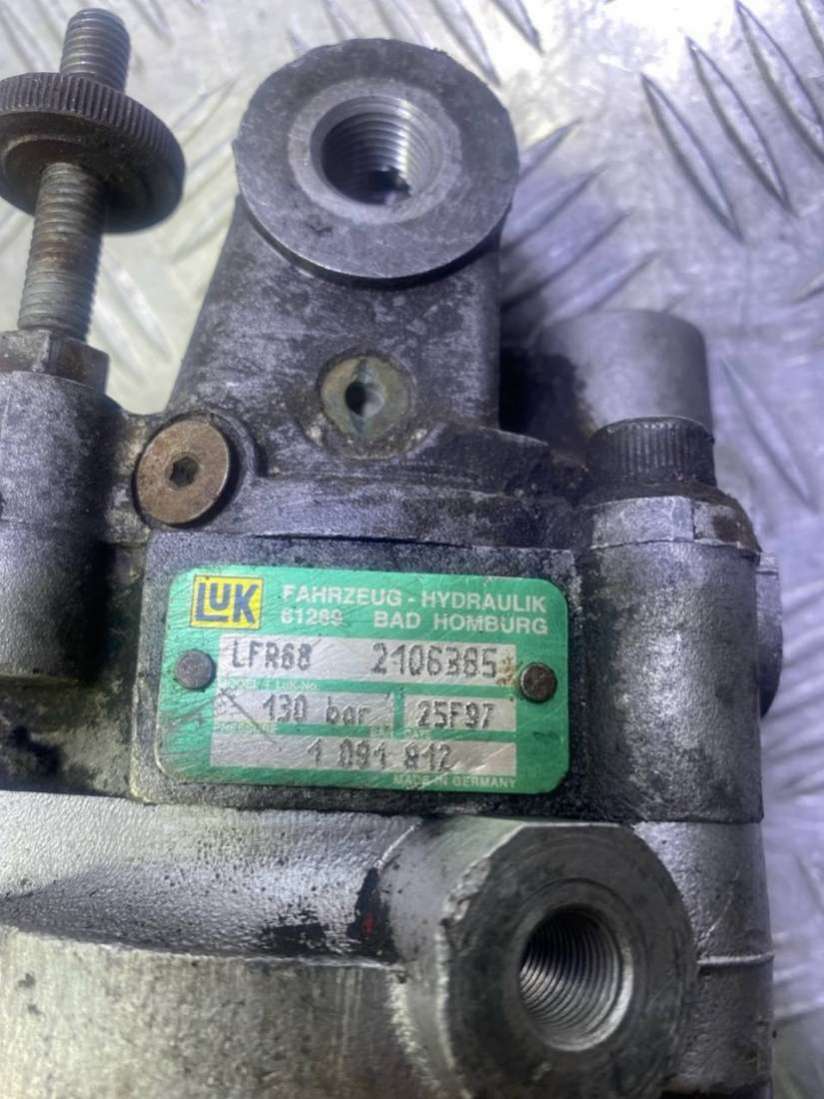 LUK FAHRZEUG - HYDRAULIK
61289 BAD HOMBURG
LFR68 2106385
130 bar 25F97
1 091 812
MADE IN GERMANY